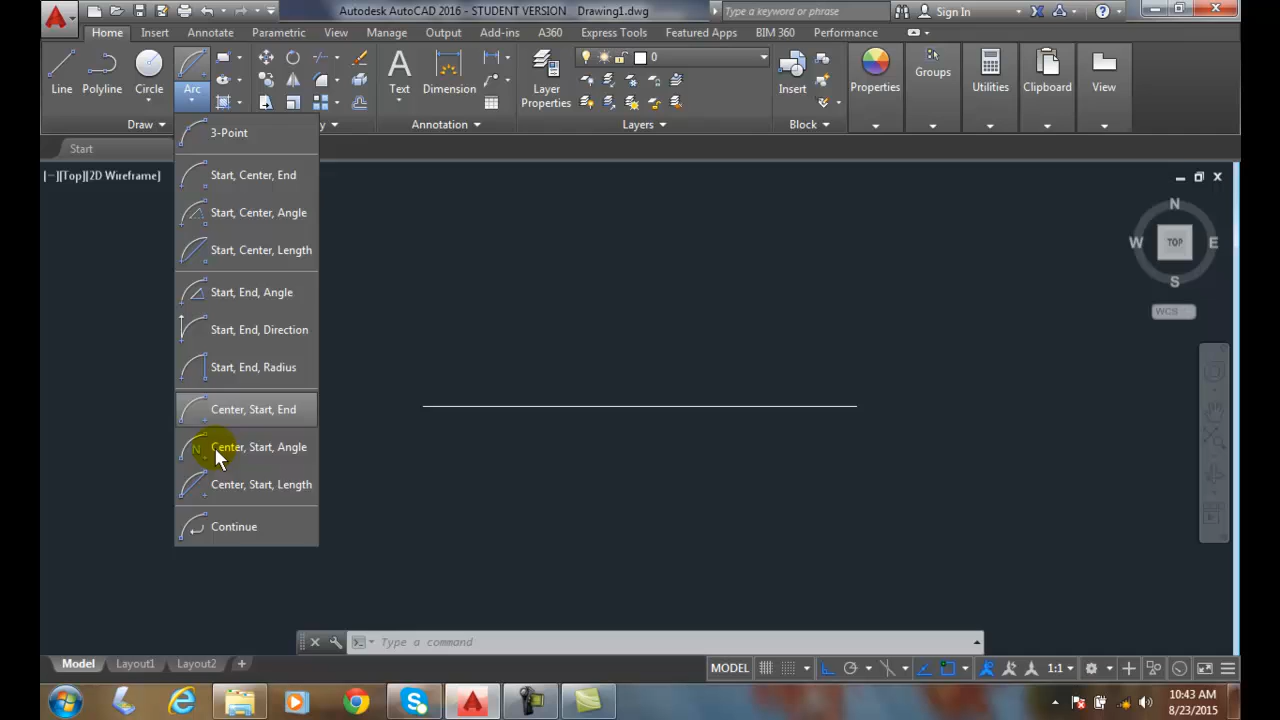 Autodesk AutoCAD 2016 - STUDENT VERSION Drawing1.dwg
Type a keyword or phrase
Sign In
Home Insert Annotate Parametric View Manage Output Add-ins A360 Express Tools Featured Apps BIM 360 Performance
Line Polyline Circle Arc Text Dimension Layer Properties 0 Insert Properties Groups Utilities Clipboard View
Draw Annotation Layers Block
Start
[−][Top][2D Wireframe]
3-Point
Start, Center, End
Start, Center, Angle
Start, Center, Length
Start, End, Angle
Start, End, Direction
Start, End, Radius
Center, Start, End
Center, Start, Angle
Center, Start, Length
Continue
N
W TOP E
S
WCS
Type a command
Model Layout1 Layout2
MODEL 1:1
10:43 AM
8/23/2015